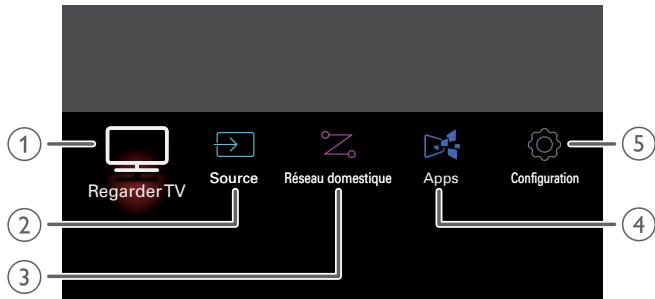 1
Regarder TV
Source
Réseau domestique
Apps
Configuration
5
2
4
3